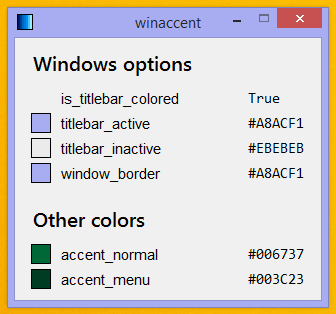 winaccent
Windows options
is_titlebar_colored True
titlebar_active #A8ACF1
titlebar_inactive #EBEBEB
window_border #A8ACF1
Other colors
accent_normal #006737
accent_menu #003C23